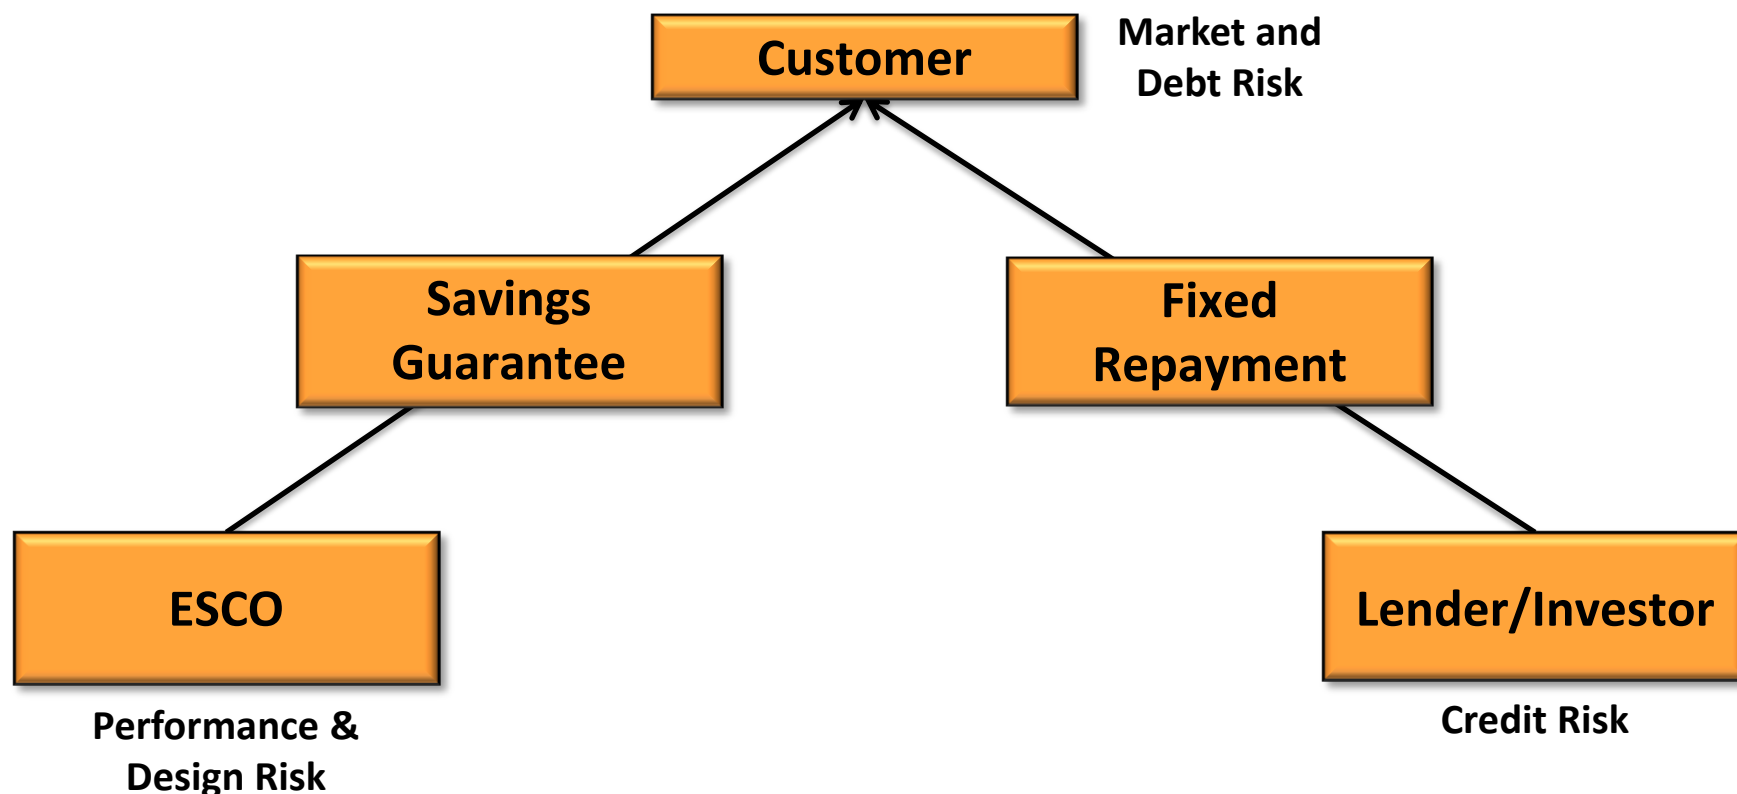 Customer
Market and
Debt Risk
Savings
Guarantee
Fixed
Repayment
ESCO
Lender/Investor
Performance &
Design Risk
Credit Risk